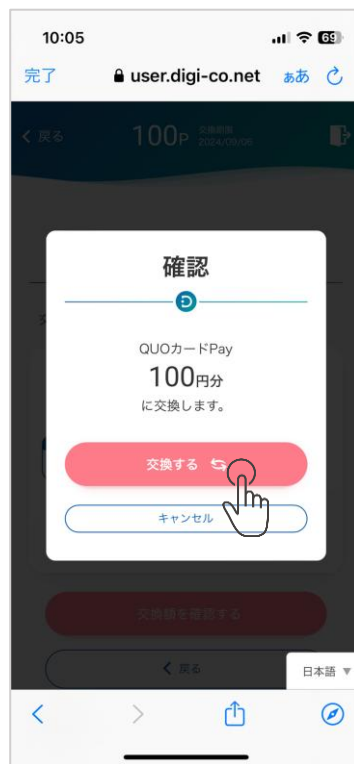 10:05
69
完了
user.digi-co.net
ぁあ
戻る
100P
交換期限
2024/09/06
確認
QUOカードPay
100円分
に交換します。
交換する
キャンセル
交換額を確認する
戻る
日本語